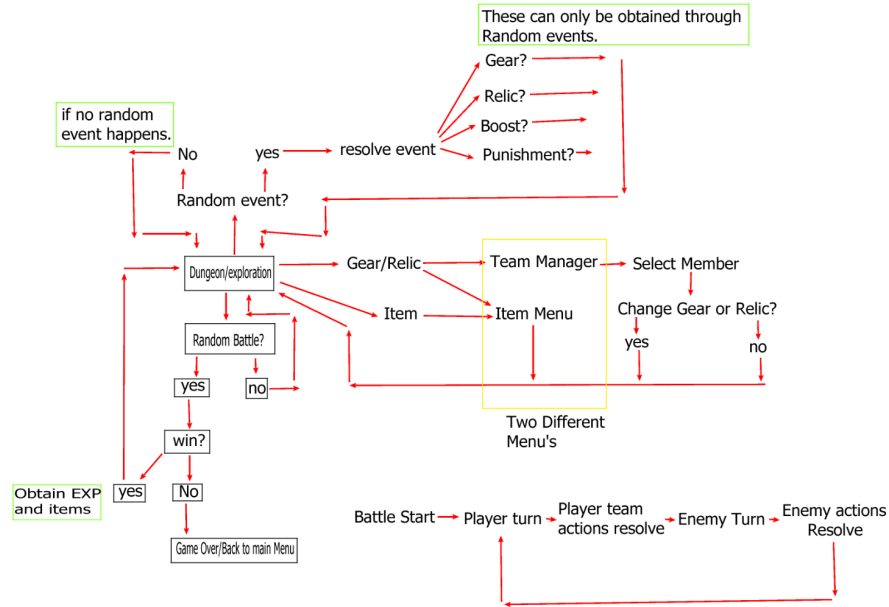 These can only be obtained through
Random events.
Gear?
Relic?
Boost?
Punishment?
if no random
event happens.
No
yes
resolve event
Random event?
Dungeon/exploration
Gear/Relic
Team Manager
Select Member
Item
Item Menu
Change Gear or Relic?
yes
no
Random Battle?
yes
no
Two Different
Menu's
win?
Obtain EXP
and items
yes
No
Game Over/Back to main Menu
Battle Start
Player turn
Player team
actions resolve
Enemy Turn
Enemy actions
Resolve